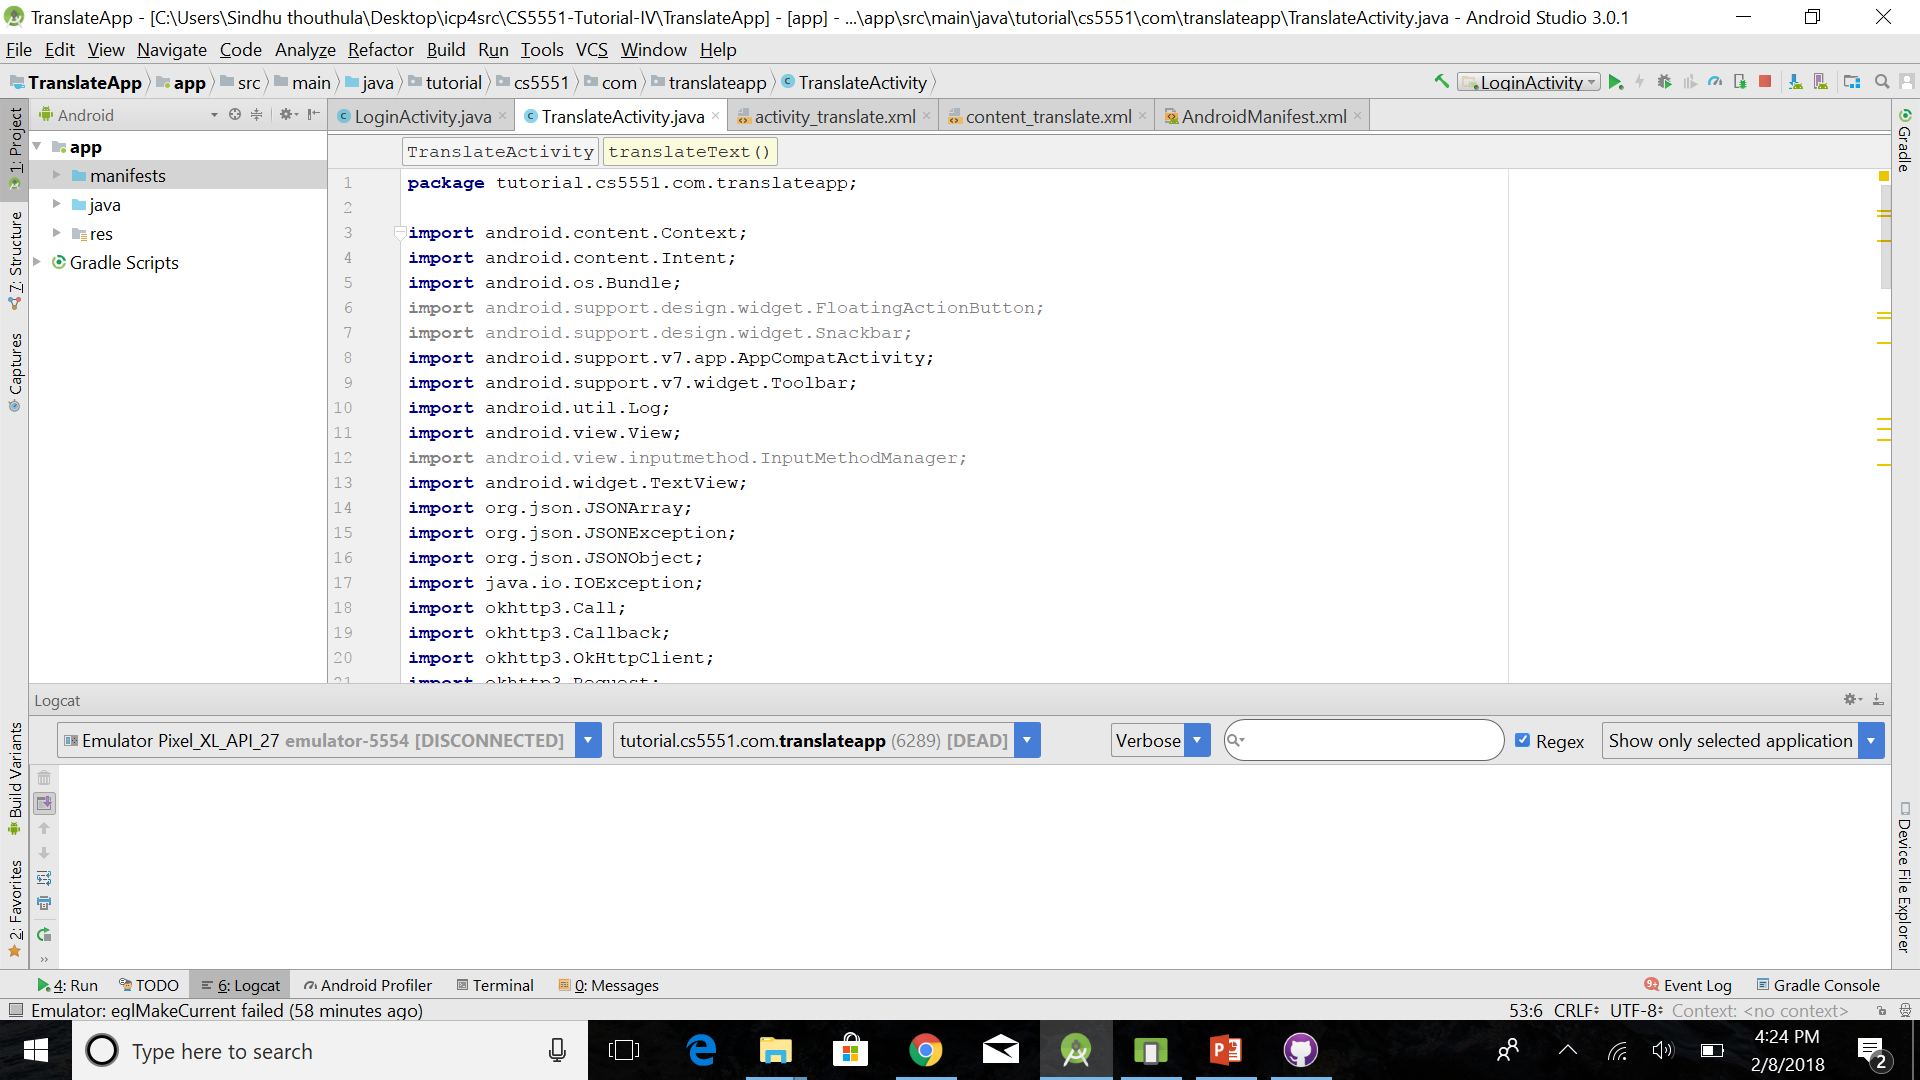 TranslateApp - [C:\Users\Sindhu thouthula\Desktop\icp4src\CS5551-Tutorial-IV\TranslateApp] - [app] - ...\app\src\main\java\tutorial\cs5551\com\translateapp\TranslateActivity.java - Android Studio 3.0.1
File Edit View Navigate Code Analyze Refactor Build Run Tools VCS Window Help
TranslateApp app src main java tutorial cs5551 com translateapp TranslateActivity LoginActivity
Android
LoginActivity.java TranslateActivity.java activity_translate.xml content_translate.xml AndroidManifest.xml
TranslateActivity translateText()
app
manifests
java
res
Gradle Scripts
1: Project
7: Structure
Captures
Build Variants
2: Favorites
Gradle
Device File Explorer
1 package tutorial.cs5551.com.translateapp;
2
3 import android.content.Context;
4 import android.content.Intent;
5 import android.os.Bundle;
6 import android.support.design.widget.FloatingActionButton;
7 import android.support.design.widget.Snackbar;
8 import android.support.v7.app.AppCompatActivity;
9 import android.support.v7.widget.Toolbar;
10 import android.util.Log;
11 import android.view.View;
12 import android.view.inputmethod.InputMethodManager;
13 import android.widget.TextView;
14 import org.json.JSONArray;
15 import org.json.JSONException;
16 import org.json.JSONObject;
17 import java.io.IOException;
18 import okhttp3.Call;
19 import okhttp3.Callback;
20 import okhttp3.OkHttpClient;
21 import okhttp3.Request;
Logcat
Emulator Pixel_XL_API_27 emulator-5554 [DISCONNECTED] tutorial.cs5551.com.translateapp (6289) [DEAD] Verbose Regex Show only selected application
4: Run TODO 6: Logcat Android Profiler Terminal 0: Messages Event Log Gradle Console
Emulator: eglMakeCurrent failed (58 minutes ago) 53:6 CRLF UTF-8 Context: <no context>
Type here to search
4:24 PM
2/8/2018
2